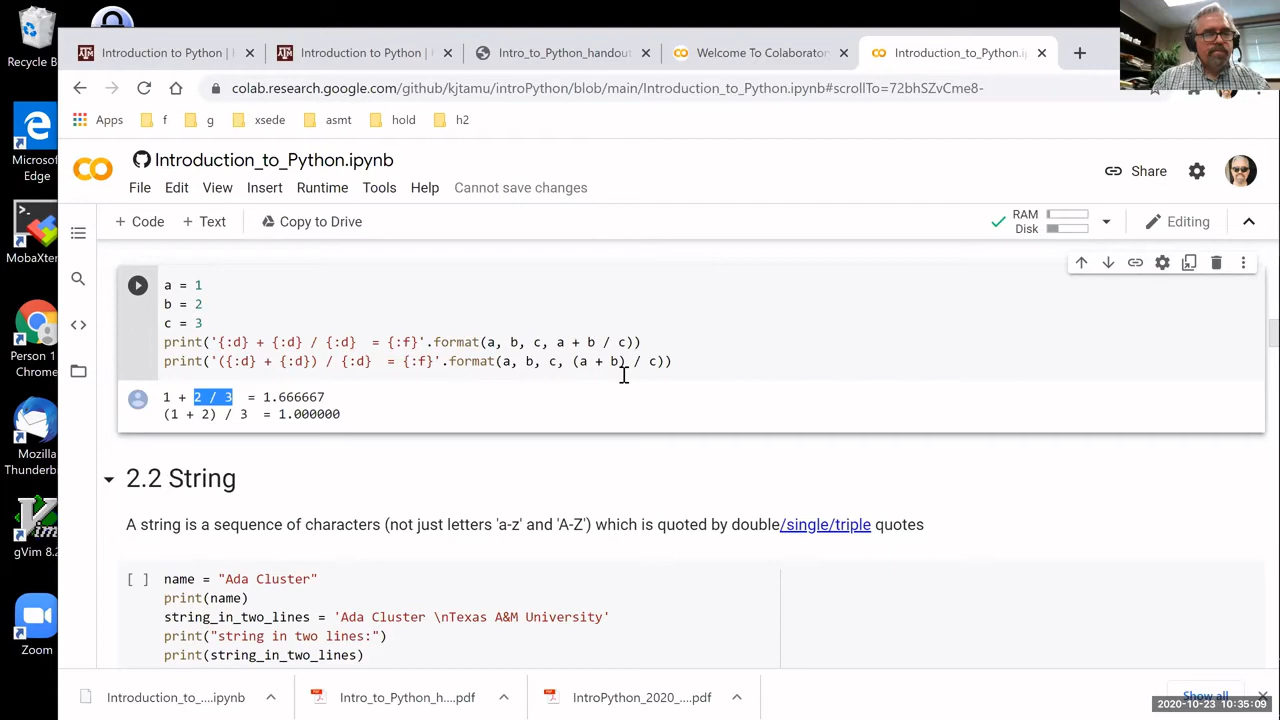 Recycle B
Introduction to Python |
Introduction to Python
Intro_to_Python_handout
Welcome To Colaborator
Introduction_to_Python.i
colab.research.google.com/github
blob/main/Introduction_to_Python.ipynb#scrollTo=72bhSZvCme8-
Apps
f
g
xsede
asmt
hold
h2
Microsof
Edge
Introduction_to_Python.ipynb
File Edit View Insert Runtime Tools Help Cannot save changes
Share
+ Code + Text Copy to Drive
RAM
Disk
Editing
MobaXter
a = 1
b = 2
c = 3
print('{:d} + {:d} / {:d}  = {:f}'.format(a, b, c, a + b / c))
print('({:d} + {:d}) / {:d}  = {:f}'.format(a, b, c, (a + b) / c))
Person 1
Chrome
1 + 2 / 3  = 1.666667
(1 + 2) / 3  = 1.000000
Mozilla
Thunderb
2.2 String
A string is a sequence of characters (not just letters 'a-z' and 'A-Z') which is quoted by double/single/triple quotes
gVim 8.2
[ ] name = "Ada Cluster"
print(name)
string_in_two_lines = 'Ada Cluster \nTexas A&M University'
print("string in two lines:")
print(string_in_two_lines)
Zoom
Introduction_to_....ipynb
Intro_to_Python_h....pdf
IntroPython_2020_....pdf
Show all
2020-10-23 10:35:09